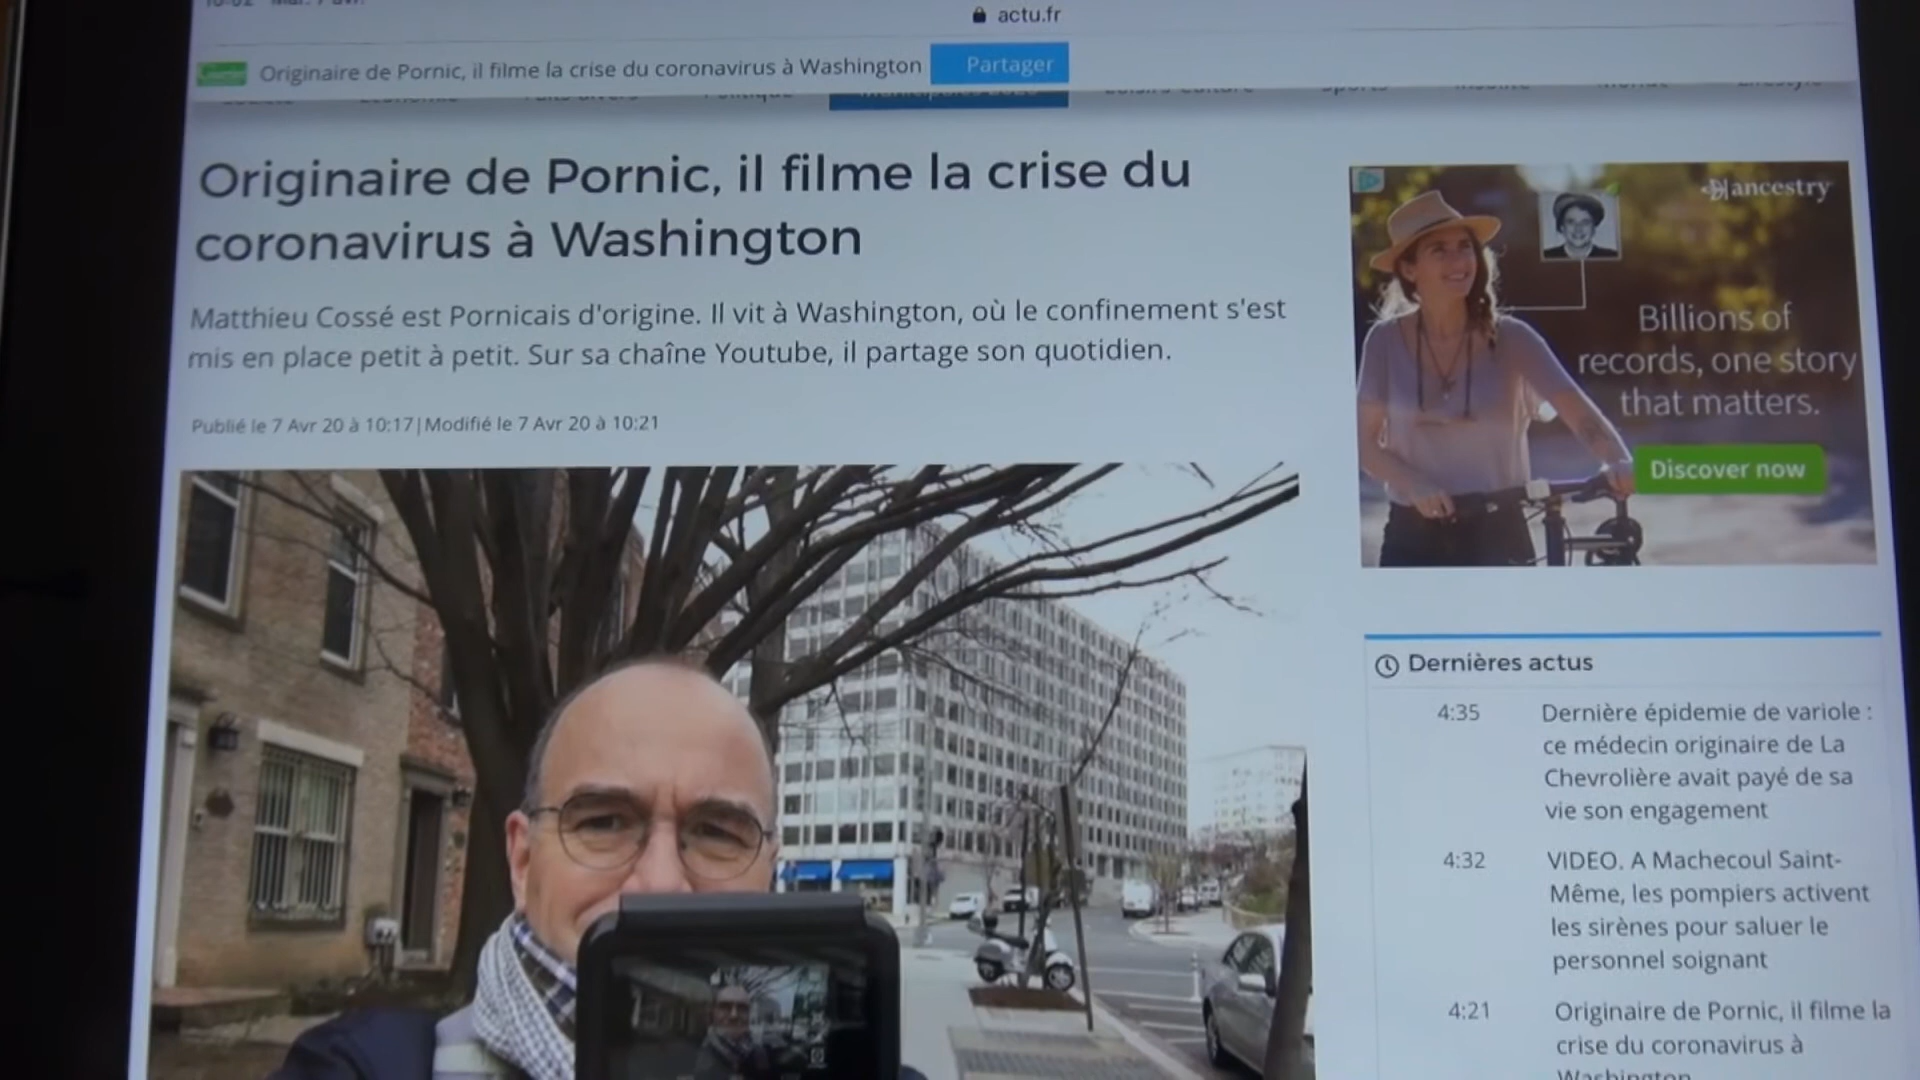 actu.fr
Originaire de Pornic, il filme la crise du coronavirus à Washington
Partager
Originaire de Pornic, il filme la crise du
coronavirus à Washington
Matthieu Cossé est Pornicais d'origine. Il vit à Washington, où le confinement s'est
mis en place petit à petit. Sur sa chaîne Youtube, il partage son quotidien.
Publié le 7 Avr 20 à 10:17 | Modifié le 7 Avr 20 à 10:21
ancestry
Billions of
records, one story
that matters.
Discover now
Dernières actus
4:35 Dernière épidemie de variole :
ce médecin originaire de La
Chevrolière avait payé de sa
vie son engagement
4:32 VIDEO. A Machecoul Saint-
Même, les pompiers activent
les sirènes pour saluer le
personnel soignant
4:21 Originaire de Pornic, il filme la
crise du coronavirus à
Washington